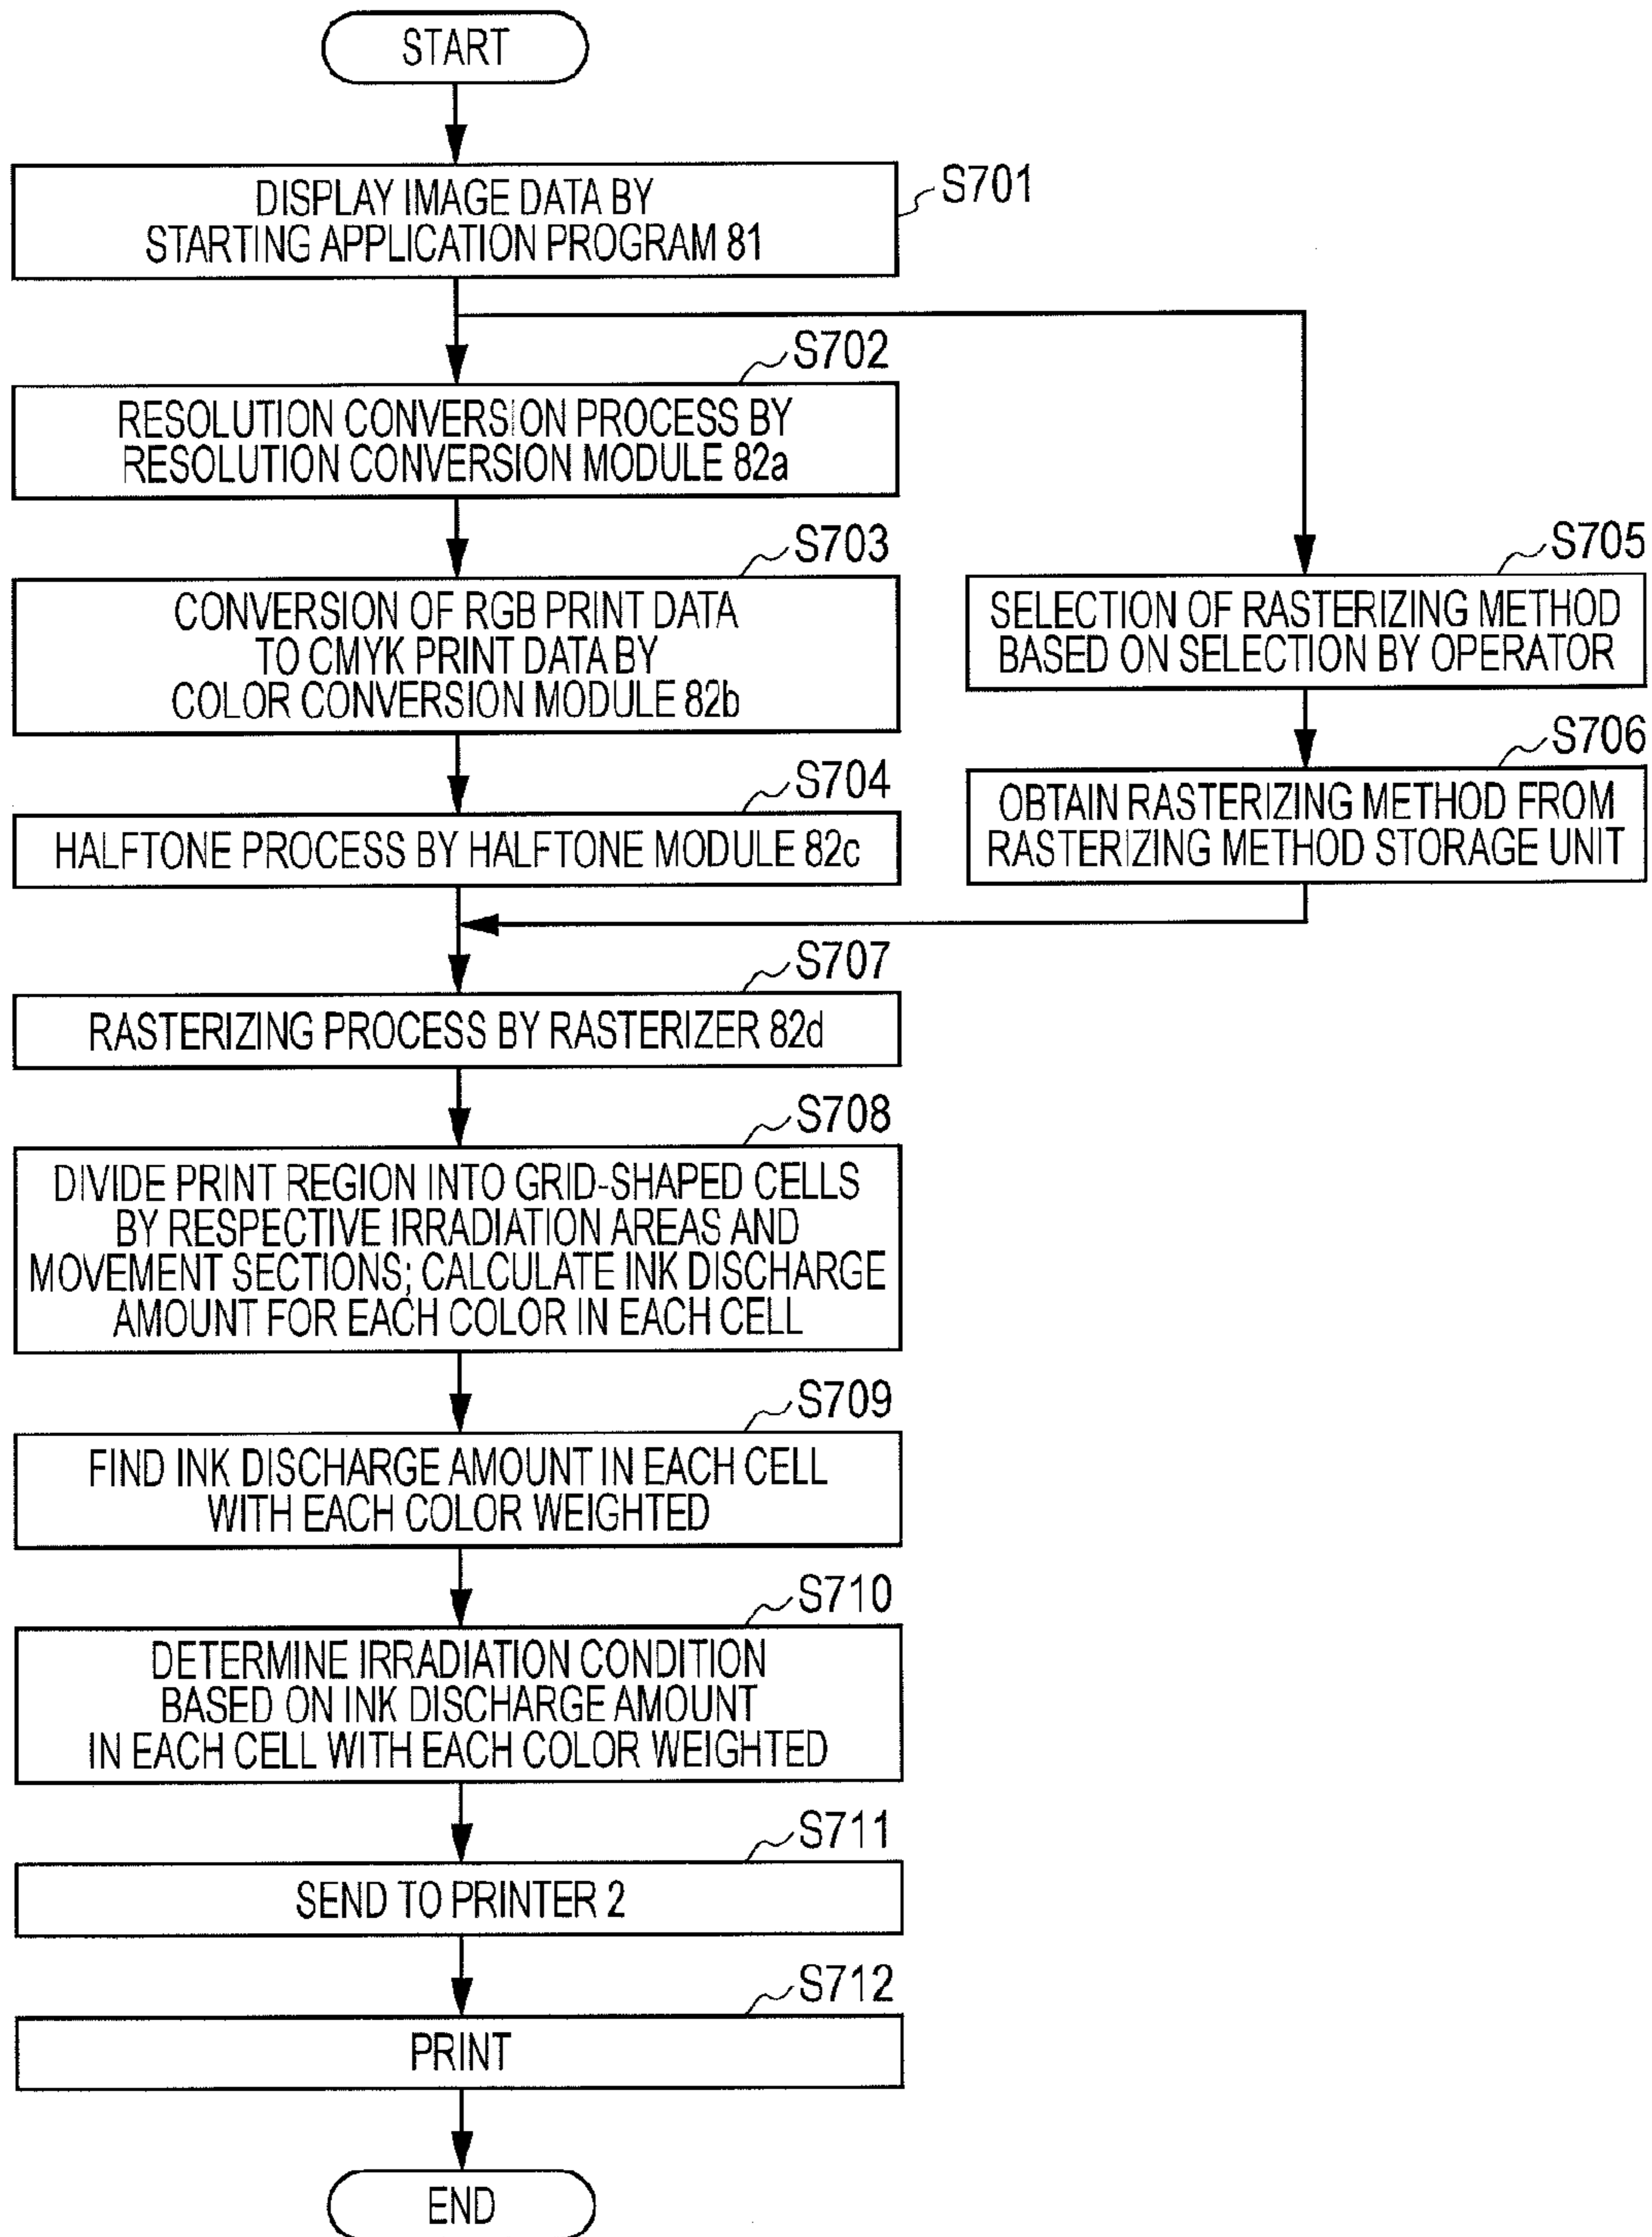 START
DISPLAY IMAGE DATA BY
STARTING APPLICATION PROGRAM 81
S701
S702
RESOLUTION CONVERSION PROCESS BY
RESOLUTION CONVERSION MODULE 82a
S703
CONVERSION OF RGB PRINT DATA
TO CMYK PRINT DATA BY
COLOR CONVERSION MODULE 82b
S704
HALFTONE PROCESS BY HALFTONE MODULE 82c
S705
SELECTION OF RASTERIZING METHOD
BASED ON SELECTION BY OPERATOR
S706
OBTAIN RASTERIZING METHOD FROM
RASTERIZING METHOD STORAGE UNIT
S707
RASTERIZING PROCESS BY RASTERIZER 82d
S708
DIVIDE PRINT REGION INTO GRID-SHAPED CELLS
BY RESPECTIVE IRRADIATION AREAS AND
MOVEMENT SECTIONS; CALCULATE INK DISCHARGE
AMOUNT FOR EACH COLOR IN EACH CELL
S709
FIND INK DISCHARGE AMOUNT IN EACH CELL
WITH EACH COLOR WEIGHTED
S710
DETERMINE IRRADIATION CONDITION
BASED ON INK DISCHARGE AMOUNT
IN EACH CELL WITH EACH COLOR WEIGHTED
S711
SEND TO PRINTER 2
S712
PRINT
END